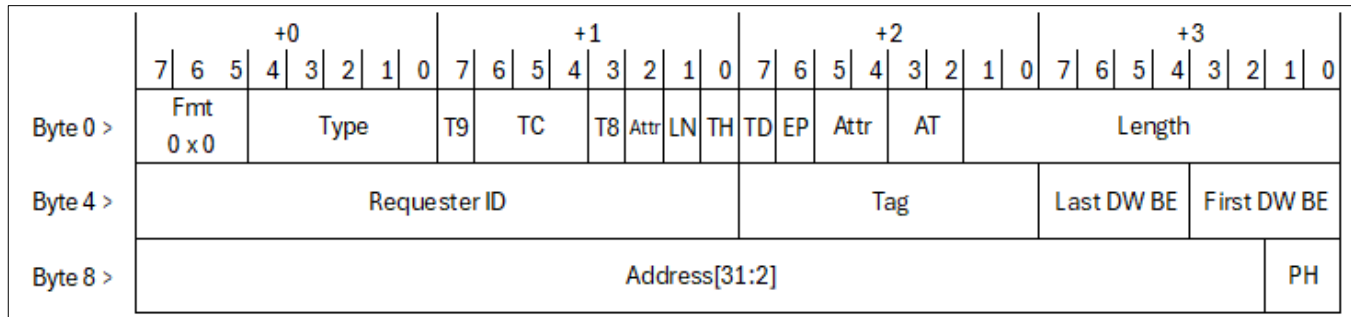 +0 +1 +2 +3
7 6 5 4 3 2 1 0 7 6 5 4 3 2 1 0 7 6 5 4 3 2 1 0 7 6 5 4 3 2 1 0
Byte 0 > Fmt 0 x 0 Type T9 TC T8 Attr LN TH TD EP Attr AT Length
Byte 4 > Requester ID Tag Last DW BE First DW BE
Byte 8 > Address[31:2] PH